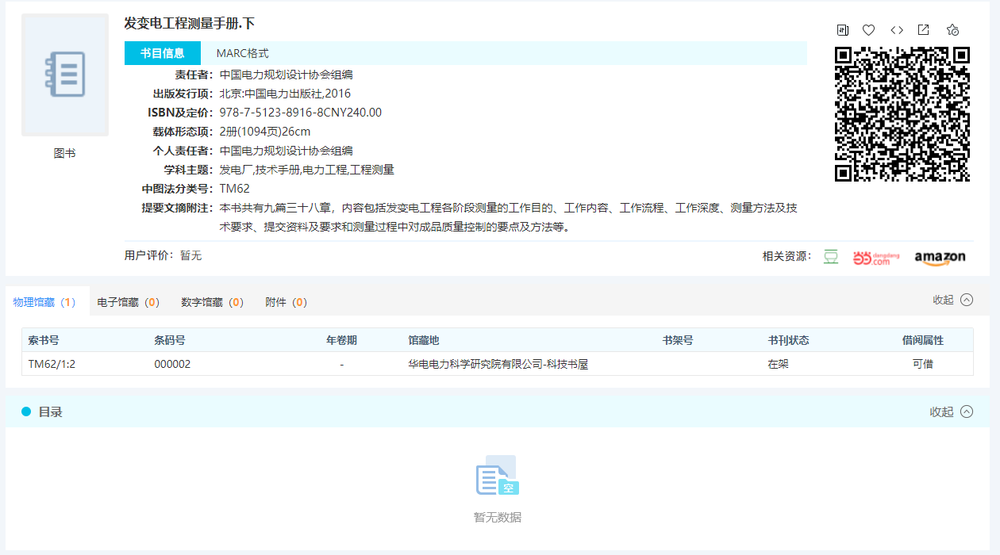 发变电工程测量手册.下
书目信息 MARC格式
责任者： 中国电力规划设计协会组编
出版发行项： 北京:中国电力出版社,2016
ISBN及定价： 978-7-5123-8916-8CNY240.00
载体形态项： 2册(1094页)26cm
个人责任者： 中国电力规划设计协会组编
学科主题： 发电厂,技术手册,电力工程,工程测量
中图法分类号： TM62
提要文摘附注： 本书共有九篇三十八章，内容包括发变电工程各阶段测量的工作目的、工作内容、工作流程、工作深度、测量方法及技
术要求、提交资料及要求和测量过程中对成品质量控制的要点及方法等。
图书
用户评价： 暂无
相关资源： 豆 当当 dangdang.com amazon
物理馆藏（1） 电子馆藏（0） 数字馆藏（0） 附件（0） 收起
索书号 条码号 年卷期 馆藏地 书架号 书刊状态 借阅属性
TM62/1:2 000002 - 华电电力科学研究院有限公司-科技书屋 在架 可借
目录 收起
空
暂无数据